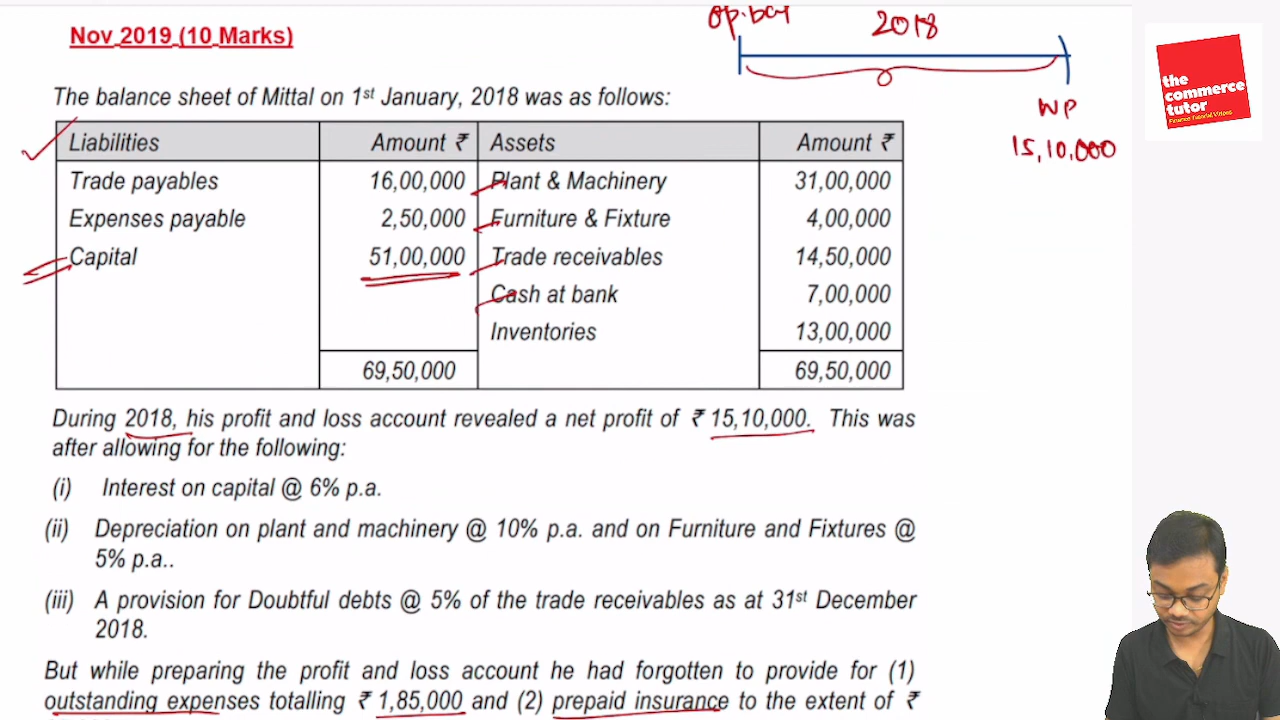 Nov 2019 (10 Marks)
op.bal
2018
NP
15,10,000
the
commerce
tutor
The balance sheet of Mittal on 1st January, 2018 was as follows:
Liabilities Amount ₹ Assets Amount ₹
Trade payables 16,00,000 Plant & Machinery 31,00,000
Expenses payable 2,50,000 Furniture & Fixture 4,00,000
Capital 51,00,000 Trade receivables 14,50,000
Cash at bank 7,00,000
Inventories 13,00,000
69,50,000 69,50,000
During 2018, his profit and loss account revealed a net profit of ₹ 15,10,000. This was
after allowing for the following:
(i) Interest on capital @ 6% p.a.
(ii) Depreciation on plant and machinery @ 10% p.a. and on Furniture and Fixtures @
5% p.a..
(iii) A provision for Doubtful debts @ 5% of the trade receivables as at 31st December
2018.
But while preparing the profit and loss account he had forgotten to provide for (1)
outstanding expenses totalling ₹ 1,85,000 and (2) prepaid insurance to the extent of ₹